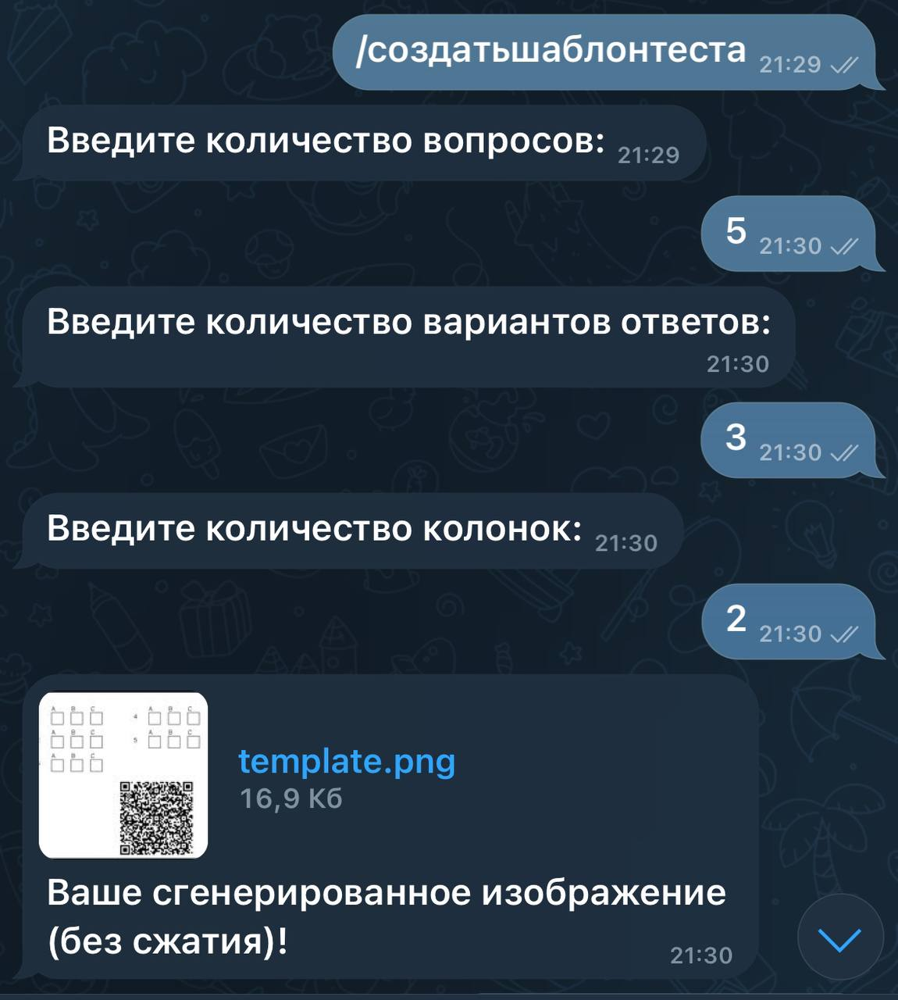 /создатьшаблонтеста 21:29
Введите количество вопросов: 21:29
5 21:30
Введите количество вариантов ответов:
21:30
3 21:30
Введите количество колонок: 21:30
2 21:30
A B C
4 A B C
A B C
5 A B C
A B C
template.png
16,9 Кб
Ваше сгенерированное изображение
(без сжатия)!
21:30